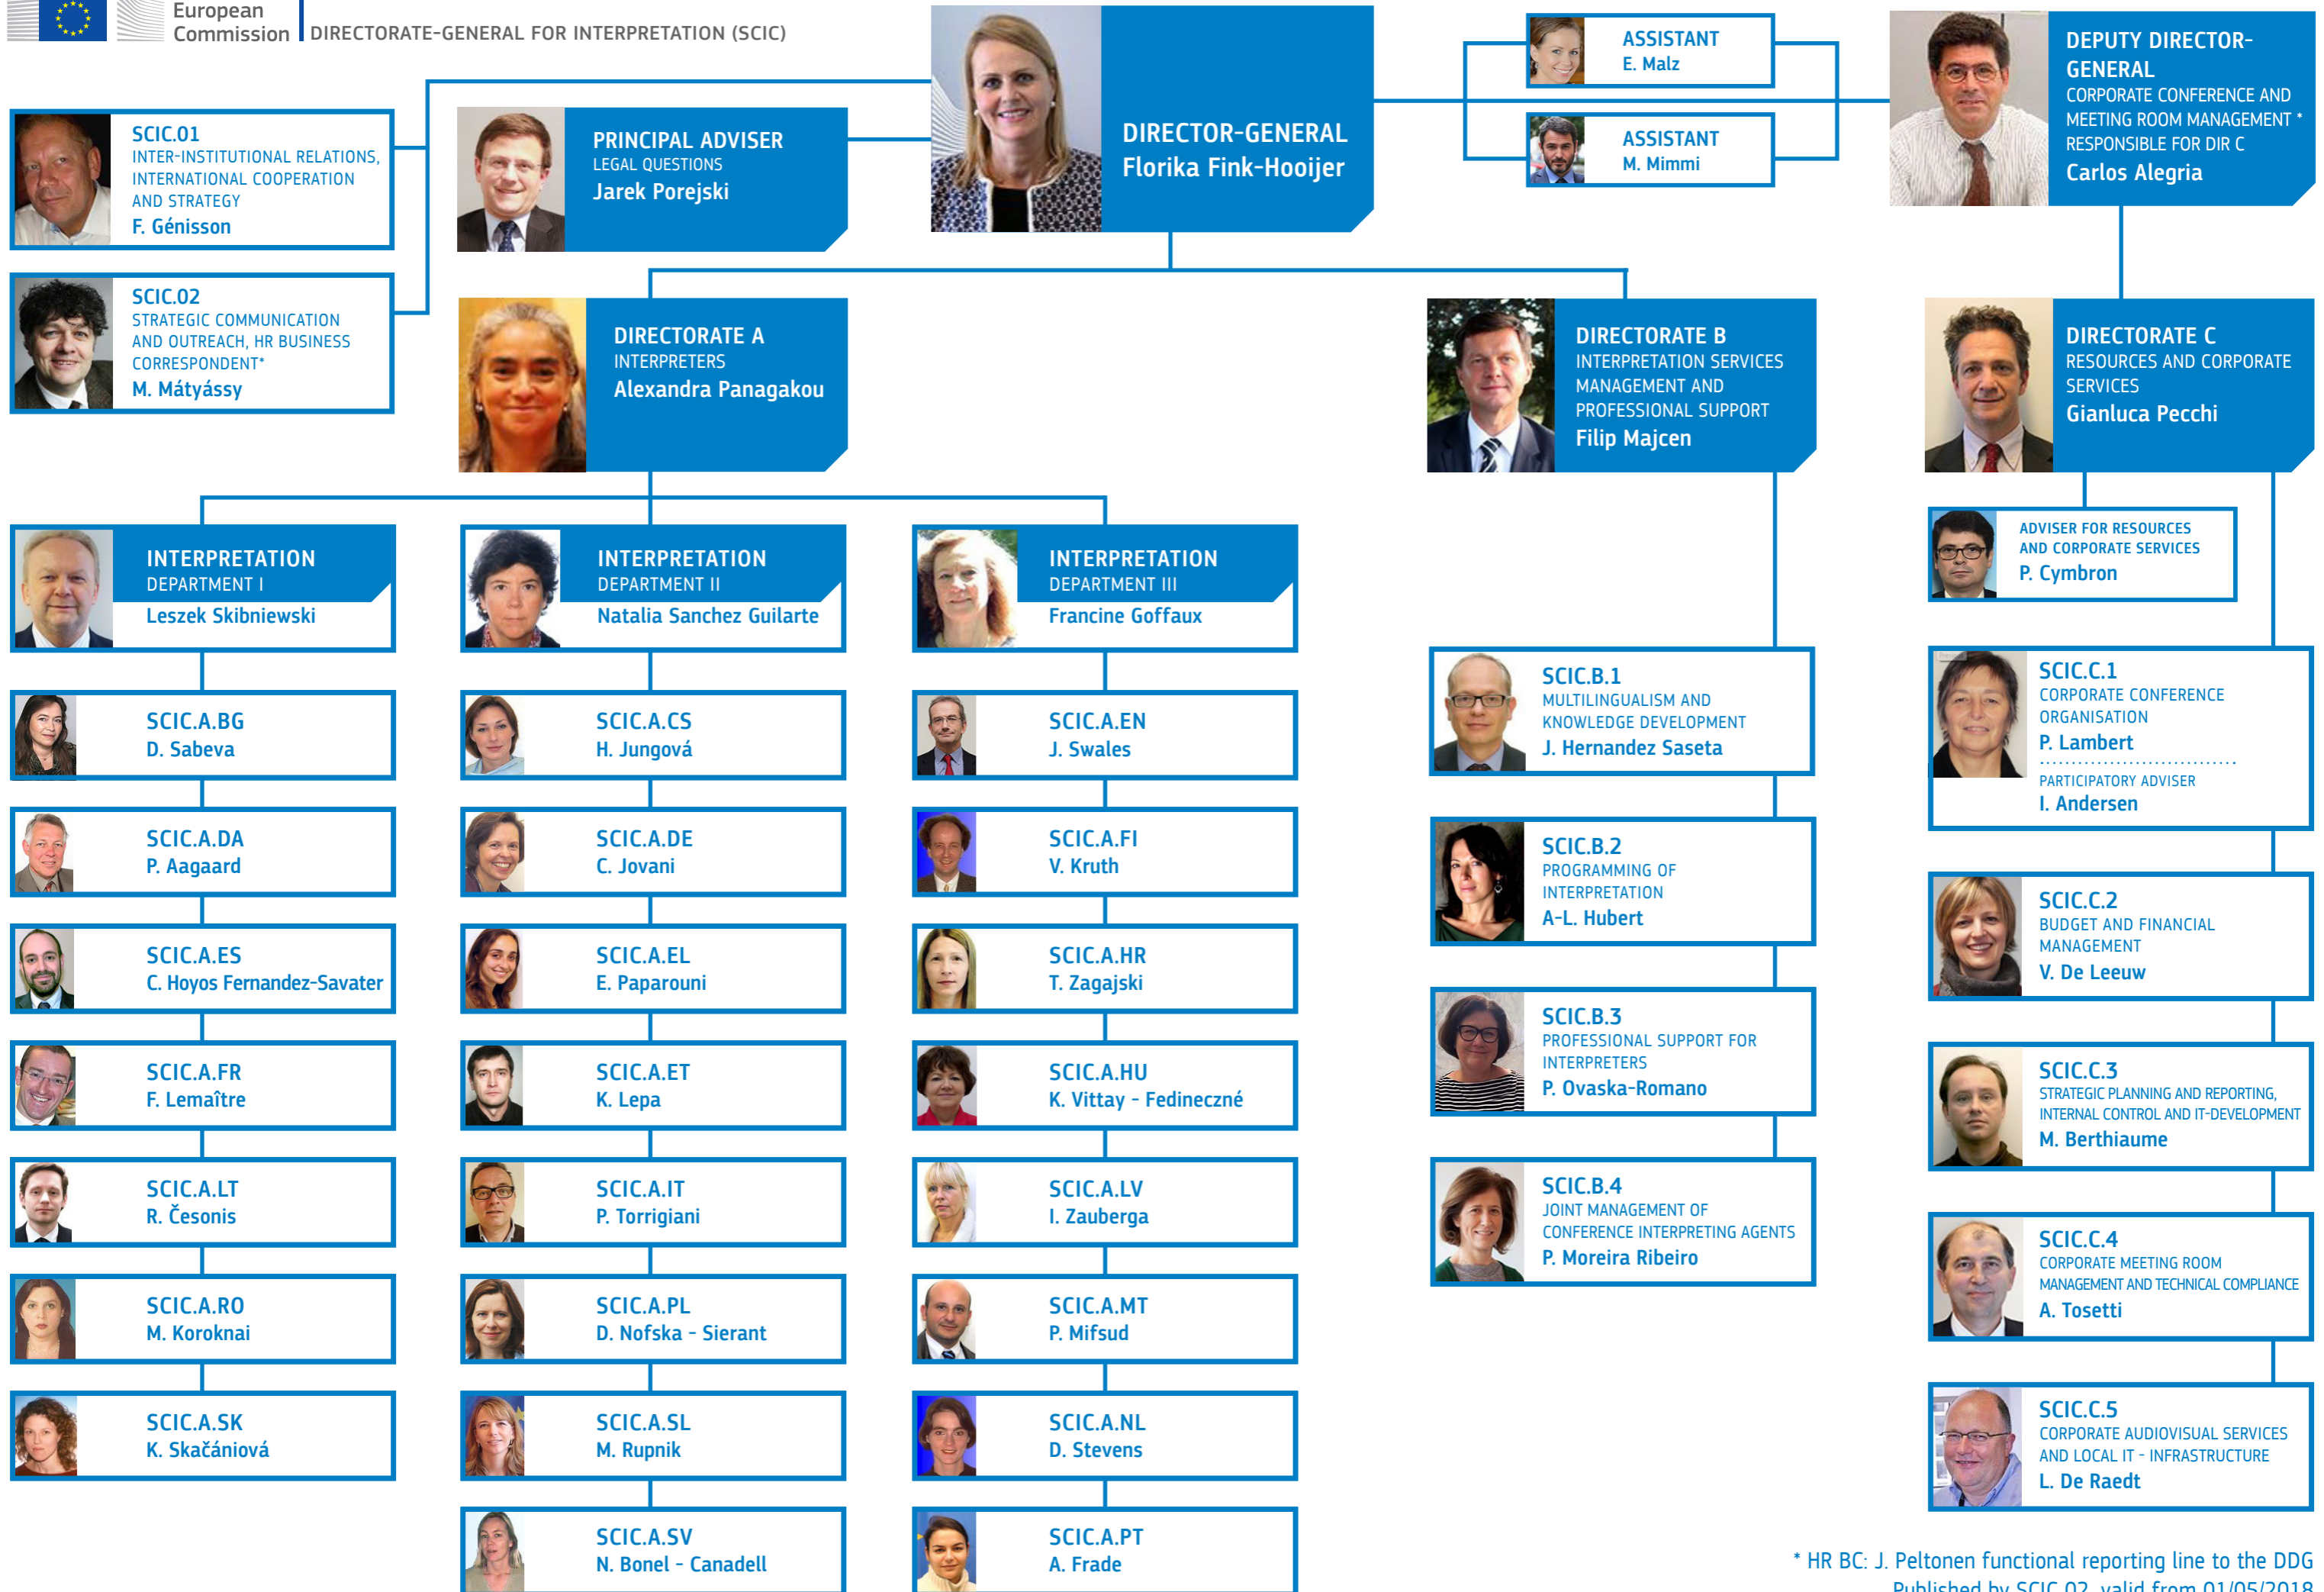 European
Commission
DIRECTORATE-GENERAL FOR INTERPRETATION (SCIC)
DIRECTOR-GENERAL
Florika Fink-Hooijer
ASSISTANT
E. Malz
ASSISTANT
M. Mimmi
DEPUTY DIRECTOR-
GENERAL
CORPORATE CONFERENCE AND
MEETING ROOM MANAGEMENT *
RESPONSIBLE FOR DIR C
Carlos Alegria
SCIC.01
INTER-INSTITUTIONAL RELATIONS,
INTERNATIONAL COOPERATION
AND STRATEGY
F. Génisson
PRINCIPAL ADVISER
LEGAL QUESTIONS
Jarek Porejski
SCIC.02
STRATEGIC COMMUNICATION
AND OUTREACH, HR BUSINESS
CORRESPONDENT*
M. Mátyássy
DIRECTORATE A
INTERPRETERS
Alexandra Panagakou
DIRECTORATE B
INTERPRETATION SERVICES
MANAGEMENT AND
PROFESSIONAL SUPPORT
Filip Majcen
DIRECTORATE C
RESOURCES AND CORPORATE
SERVICES
Gianluca Pecchi
INTERPRETATION
DEPARTMENT I
Leszek Skibniewski
SCIC.A.BG
D. Sabeva
SCIC.A.DA
P. Aagaard
SCIC.A.ES
C. Hoyos Fernandez-Savater
SCIC.A.FR
F. Lemaître
SCIC.A.LT
R. Česonis
SCIC.A.RO
M. Koroknai
SCIC.A.SK
K. Skačániová
INTERPRETATION
DEPARTMENT II
Natalia Sanchez Guilarte
SCIC.A.CS
H. Jungová
SCIC.A.DE
C. Jovani
SCIC.A.EL
E. Paparouni
SCIC.A.ET
K. Lepa
SCIC.A.IT
P. Torrigiani
SCIC.A.PL
D. Nofska - Sierant
SCIC.A.SL
M. Rupnik
SCIC.A.SV
N. Bonel - Canadell
INTERPRETATION
DEPARTMENT III
Francine Goffaux
SCIC.A.EN
J. Swales
SCIC.A.FI
V. Kruth
SCIC.A.HR
T. Zagajski
SCIC.A.HU
K. Vittay - Fedineczné
SCIC.A.LV
I. Zauberga
SCIC.A.MT
P. Mifsud
SCIC.A.NL
D. Stevens
SCIC.A.PT
A. Frade
SCIC.B.1
MULTILINGUALISM AND
KNOWLEDGE DEVELOPMENT
J. Hernandez Saseta
SCIC.B.2
PROGRAMMING OF
INTERPRETATION
A-L. Hubert
SCIC.B.3
PROFESSIONAL SUPPORT FOR
INTERPRETERS
P. Ovaska-Romano
SCIC.B.4
JOINT MANAGEMENT OF
CONFERENCE INTERPRETING AGENTS
P. Moreira Ribeiro
ADVISER FOR RESOURCES
AND CORPORATE SERVICES
P. Cymbron
SCIC.C.1
CORPORATE CONFERENCE
ORGANISATION
P. Lambert
PARTICIPATORY ADVISER
I. Andersen
SCIC.C.2
BUDGET AND FINANCIAL
MANAGEMENT
V. De Leeuw
SCIC.C.3
STRATEGIC PLANNING AND REPORTING,
INTERNAL CONTROL AND IT-DEVELOPMENT
M. Berthiaume
SCIC.C.4
CORPORATE MEETING ROOM
MANAGEMENT AND TECHNICAL COMPLIANCE
A. Tosetti
SCIC.C.5
CORPORATE AUDIOVISUAL SERVICES
AND LOCAL IT - INFRASTRUCTURE
L. De Raedt
* HR BC: J. Peltonen functional reporting line to the DDG
Published by SCIC.02, valid from 01/05/2018